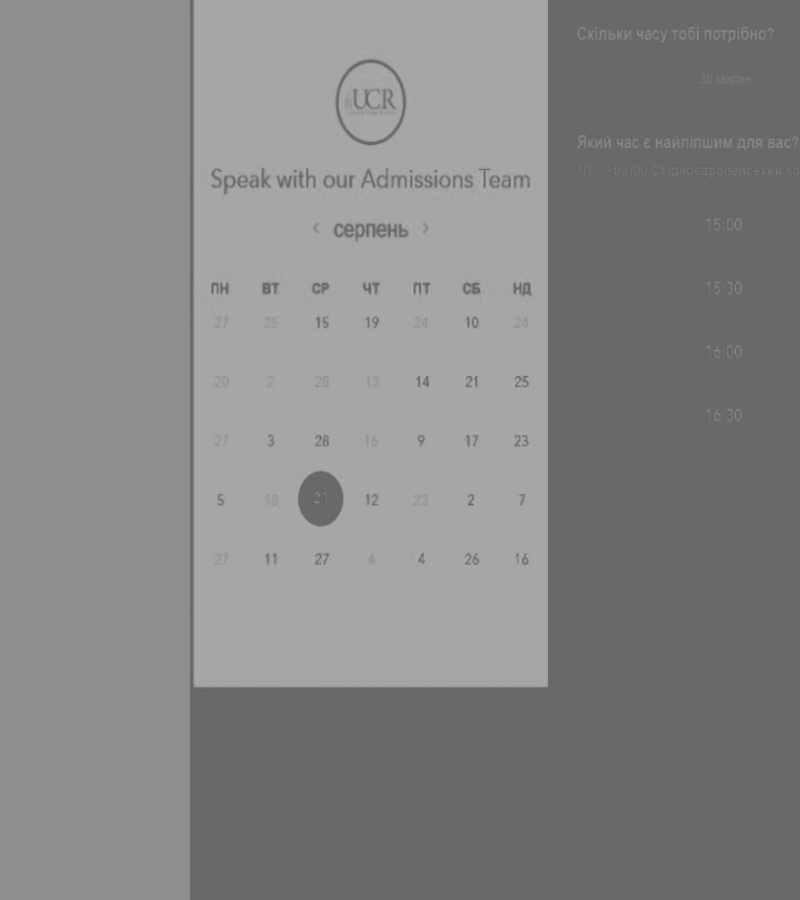 UCR
Speak with our Admissions Team
‹ серпень ›
ПН ВТ СР ЧТ ПТ СБ НД
27 25 15 19 24 10 24
20 2 28 13 14 21 25
27 3 28 16 9 17 23
5 18 12 23 2 7
27 11 27 4 4 26 16
Скільки часу тобі потрібно?
30 хвилин
Який час є найліпшим для вас?
UTC +03:00 Східноєвропейський
15:00
15:30
16:00
16:30